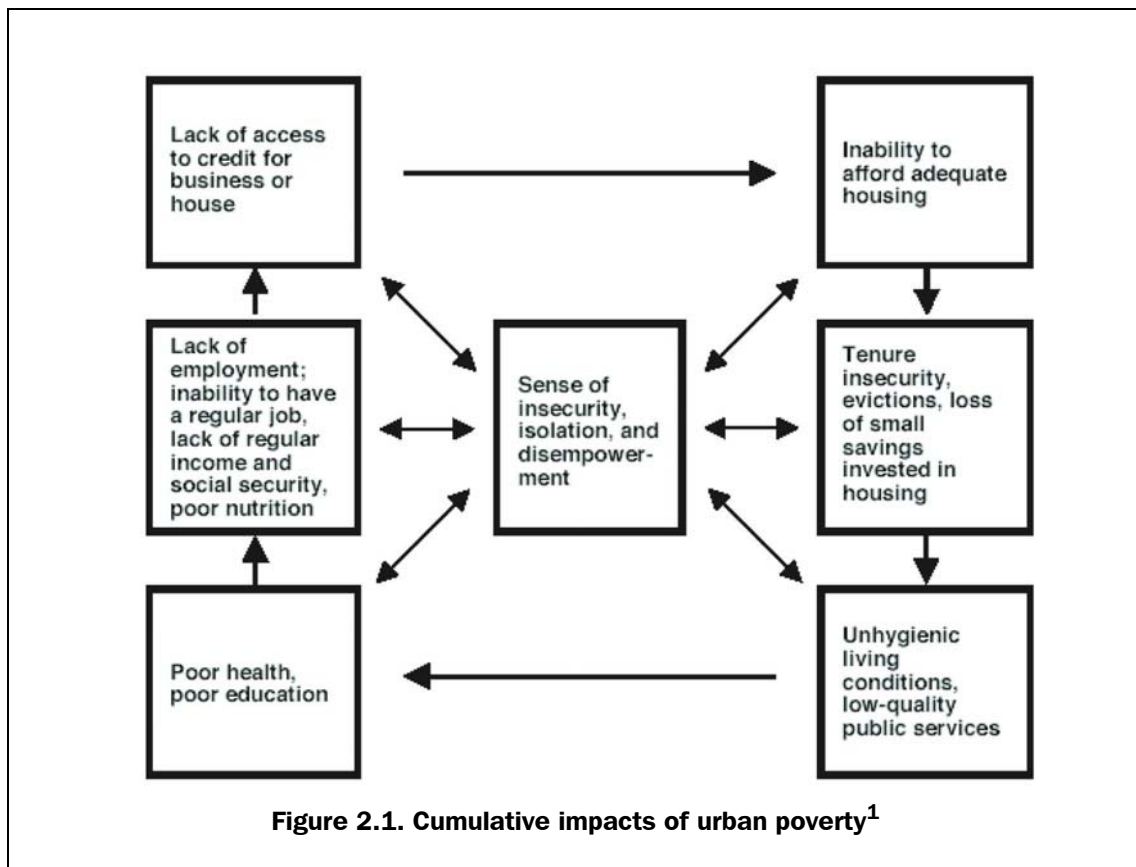 Lack of access
to credit for
business or
house
Inability to
afford adequate
housing
Lack of
employment;
inability to have
a regular job,
lack of regular
income and
social security,
poor nutrition
Sense of
insecurity,
isolation, and
disempower-
ment
Tenure
insecurity,
evictions, loss
of small
savings
invested in
housing
Poor health,
poor education
Unhygienic
living
conditions,
low-quality
public services
Figure 2.1. Cumulative impacts of urban poverty1